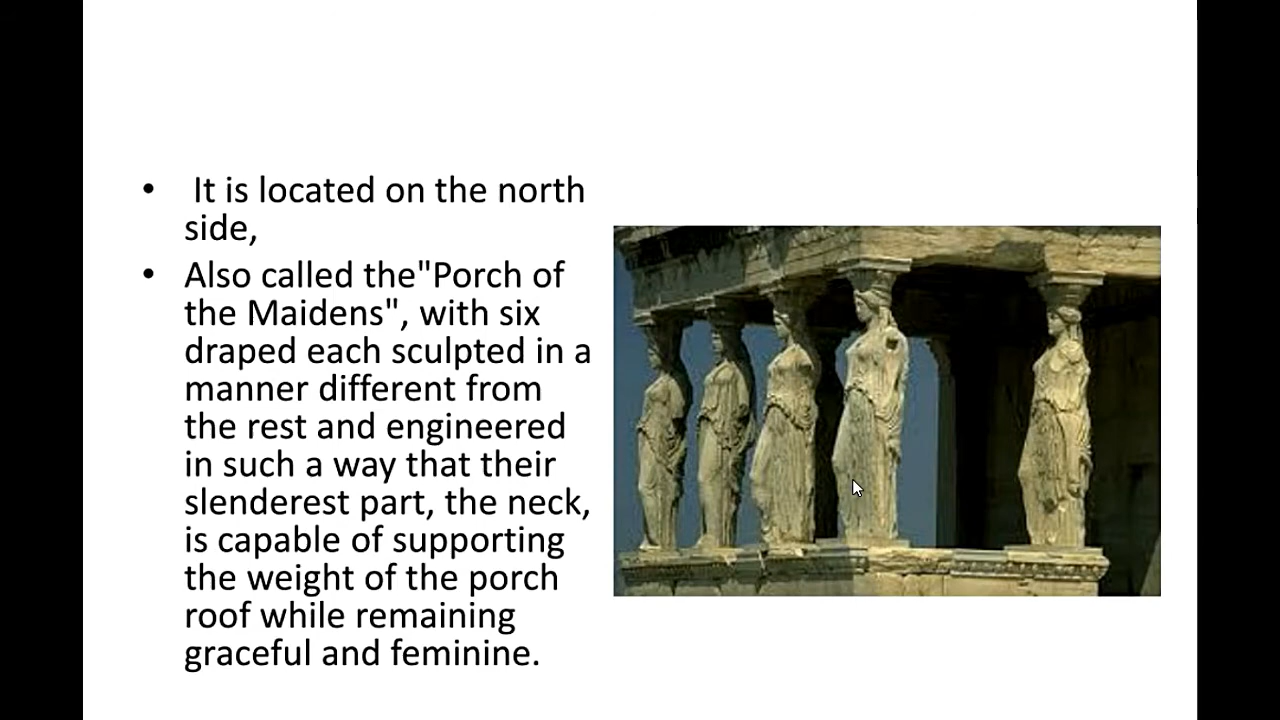 • It is located on the north
side,
• Also called the"Porch of
the Maidens", with six
draped each sculpted in a
manner different from
the rest and engineered
in such a way that their
slenderest part, the neck,
is capable of supporting
the weight of the porch
roof while remaining
graceful and feminine.